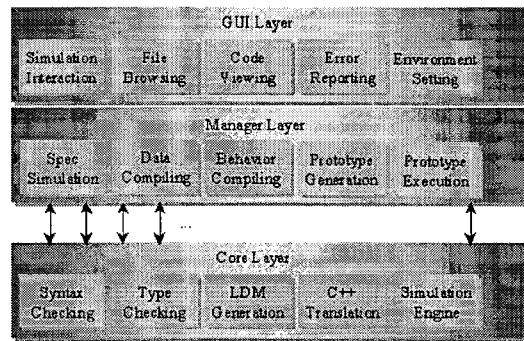 GUI Layer
Simulation Interaction
File Browsing
Code Viewing
Error Reporting
Environment Setting
Manager Layer
Spec Simulation
Data Compiling
Behavior Compiling
Prototype Generation
Prototype Execution
...
Core Layer
Syntax Checking
Type Checking
LDM Generation
C++ Translation
Simulation Engine